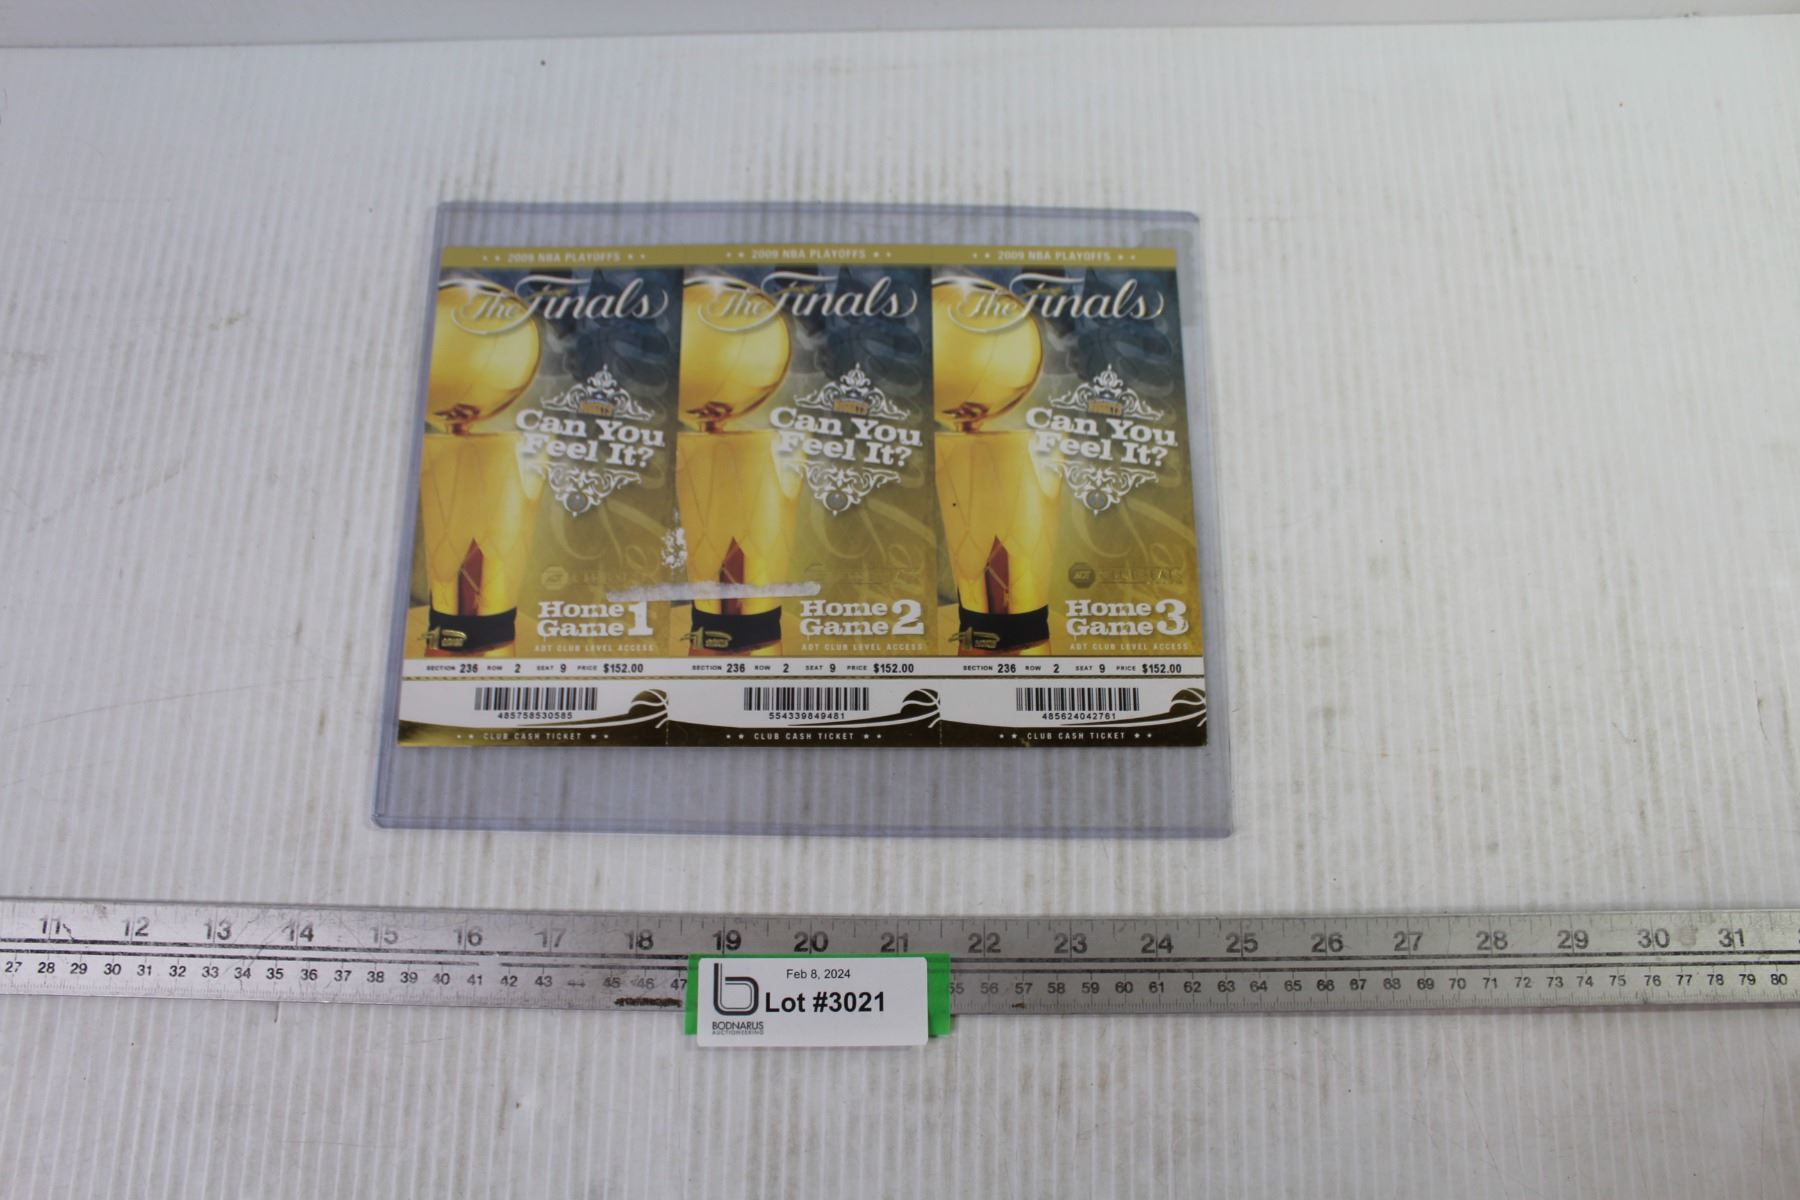 ★ ★ 2009 NBA PLAYOFFS ★ ★
The Finals
NUGGETS
Can You
Feel It?
Home
Game 1
ADT CLUB LEVEL ACCESS
SECTION 236 ROW 2 SEAT 9 PRICE $152.00
485758530585
★ ★ CLUB CASH TICKET ★ ★
★ ★ 2009 NBA PLAYOFFS ★ ★
The Finals
NUGGETS
Can You
Feel It?
Home
Game 2
ADT CLUB LEVEL ACCESS
SECTION 236 ROW 2 SEAT 9 PRICE $152.00
554339849481
★ ★ CLUB CASH TICKET ★ ★
★ ★ 2009 NBA PLAYOFFS ★ ★
The Finals
NUGGETS
Can You
Feel It?
ADT
Home
Game 3
ADT CLUB LEVEL ACCESS
SECTION 236 ROW 2 SEAT 9 PRICE $152.00
485624042761
★ ★ CLUB CASH TICKET ★ ★
11 12 13 14 15 16 17 18 19 20 21 22 23 24 25 26 27 28 29 30 31
27 28 29 30 31 32 33 34 35 36 37 38 39 40 41 42 43 44 45 46 47 55 56 57 58 59 60 61 62 63 64 65 66 67 68 69 70 71 72 73 74 75 76 77 78 79 80
Feb 8, 2024
Lot #3021
BODNARUS
AUCTIONEERING